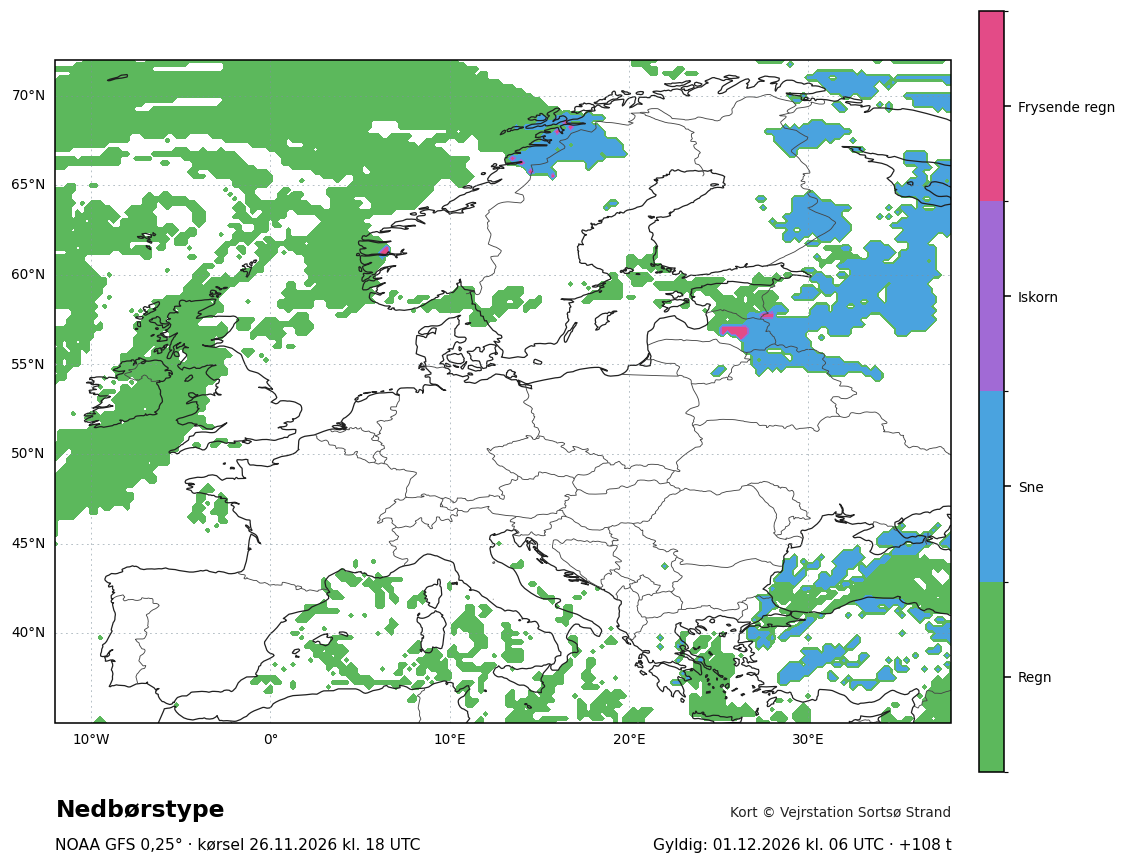 70°N
65°N
60°N
55°N
50°N
45°N
40°N
10°W
0°
10°E
20°E
30°E
Frysende regn
Iskorn
Sne
Regn
Nedbørstype
Kort © Vejrstation Sortsø Strand
NOAA GFS 0,25° · kørsel 26.11.2026 kl. 18 UTC
Gyldig: 01.12.2026 kl. 06 UTC · +108 t